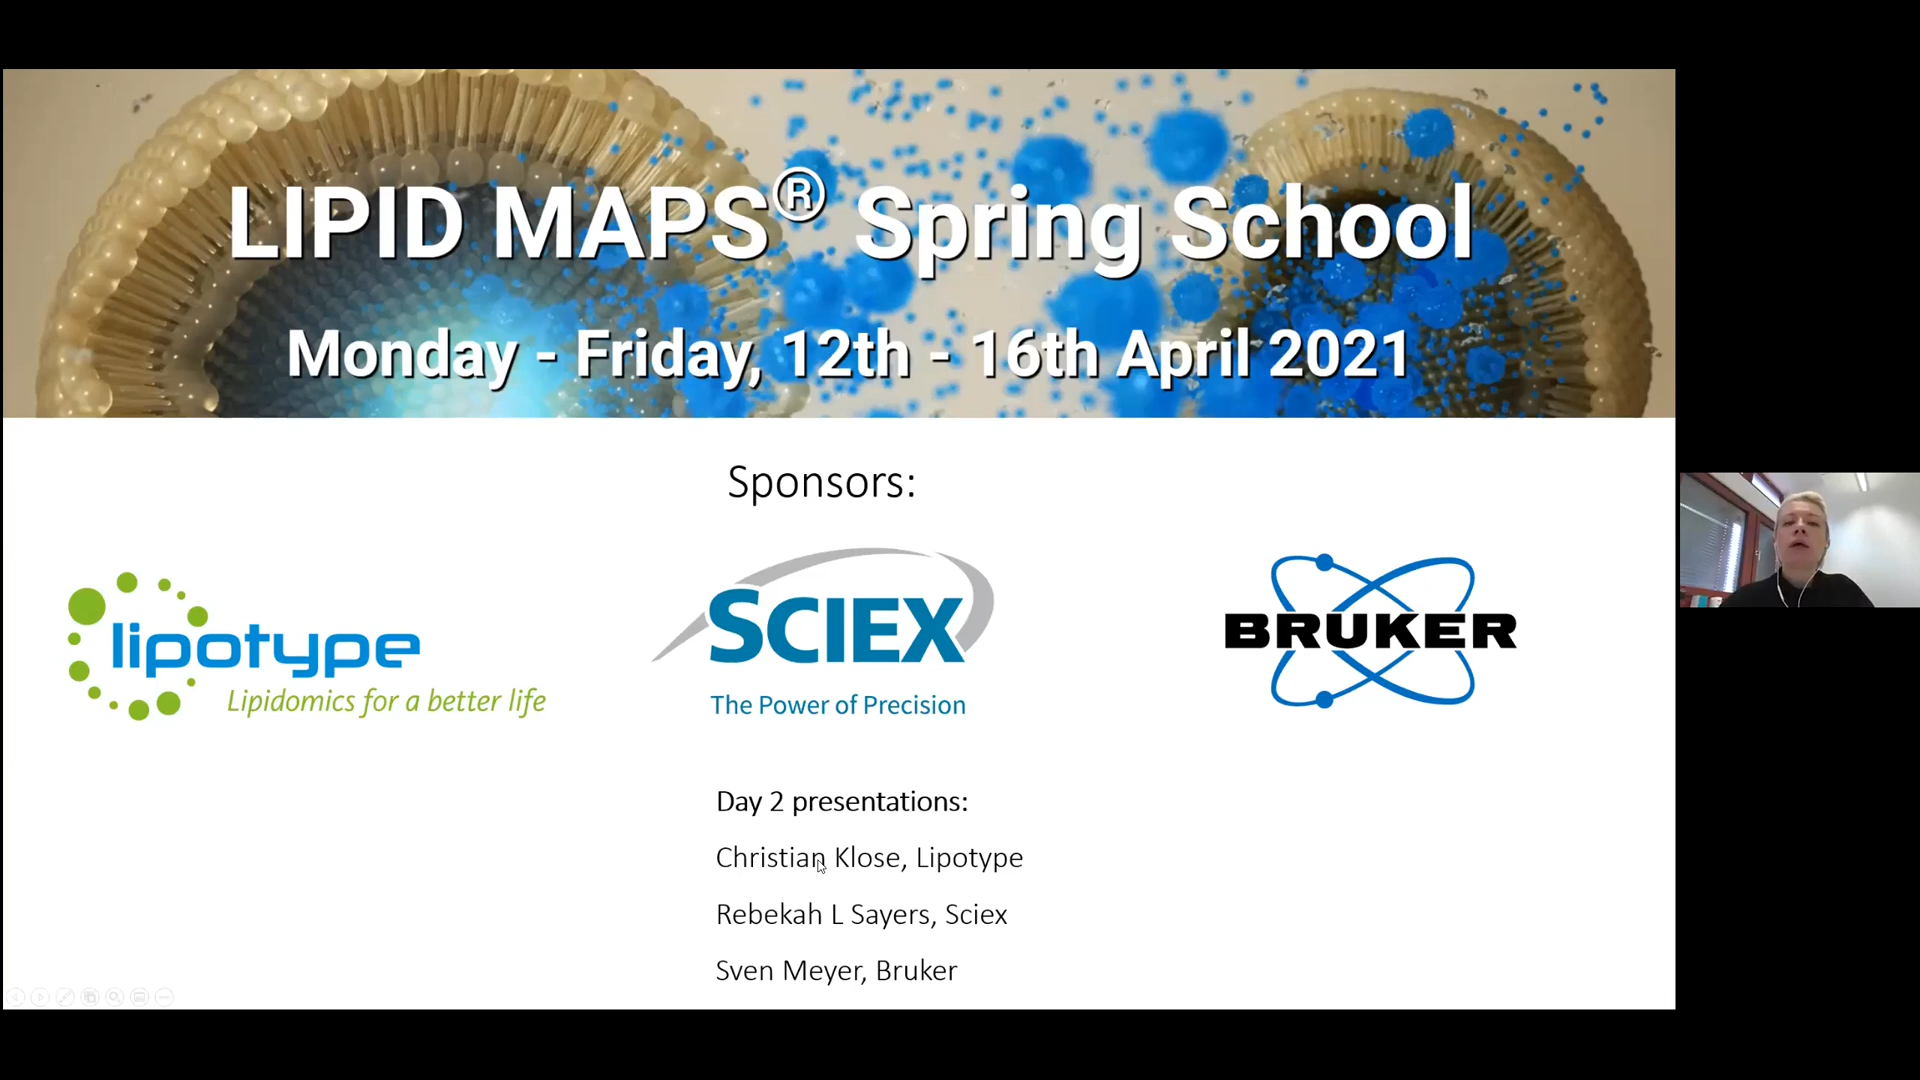 LIPID MAPS® Spring School
Monday - Friday, 12th - 16th April 2021
Sponsors:
lipotype
Lipidomics for a better life
SCIEX
The Power of Precision
BRUKER
Day 2 presentations:
Christian Klose, Lipotype
Rebekah L Sayers, Sciex
Sven Meyer, Bruker